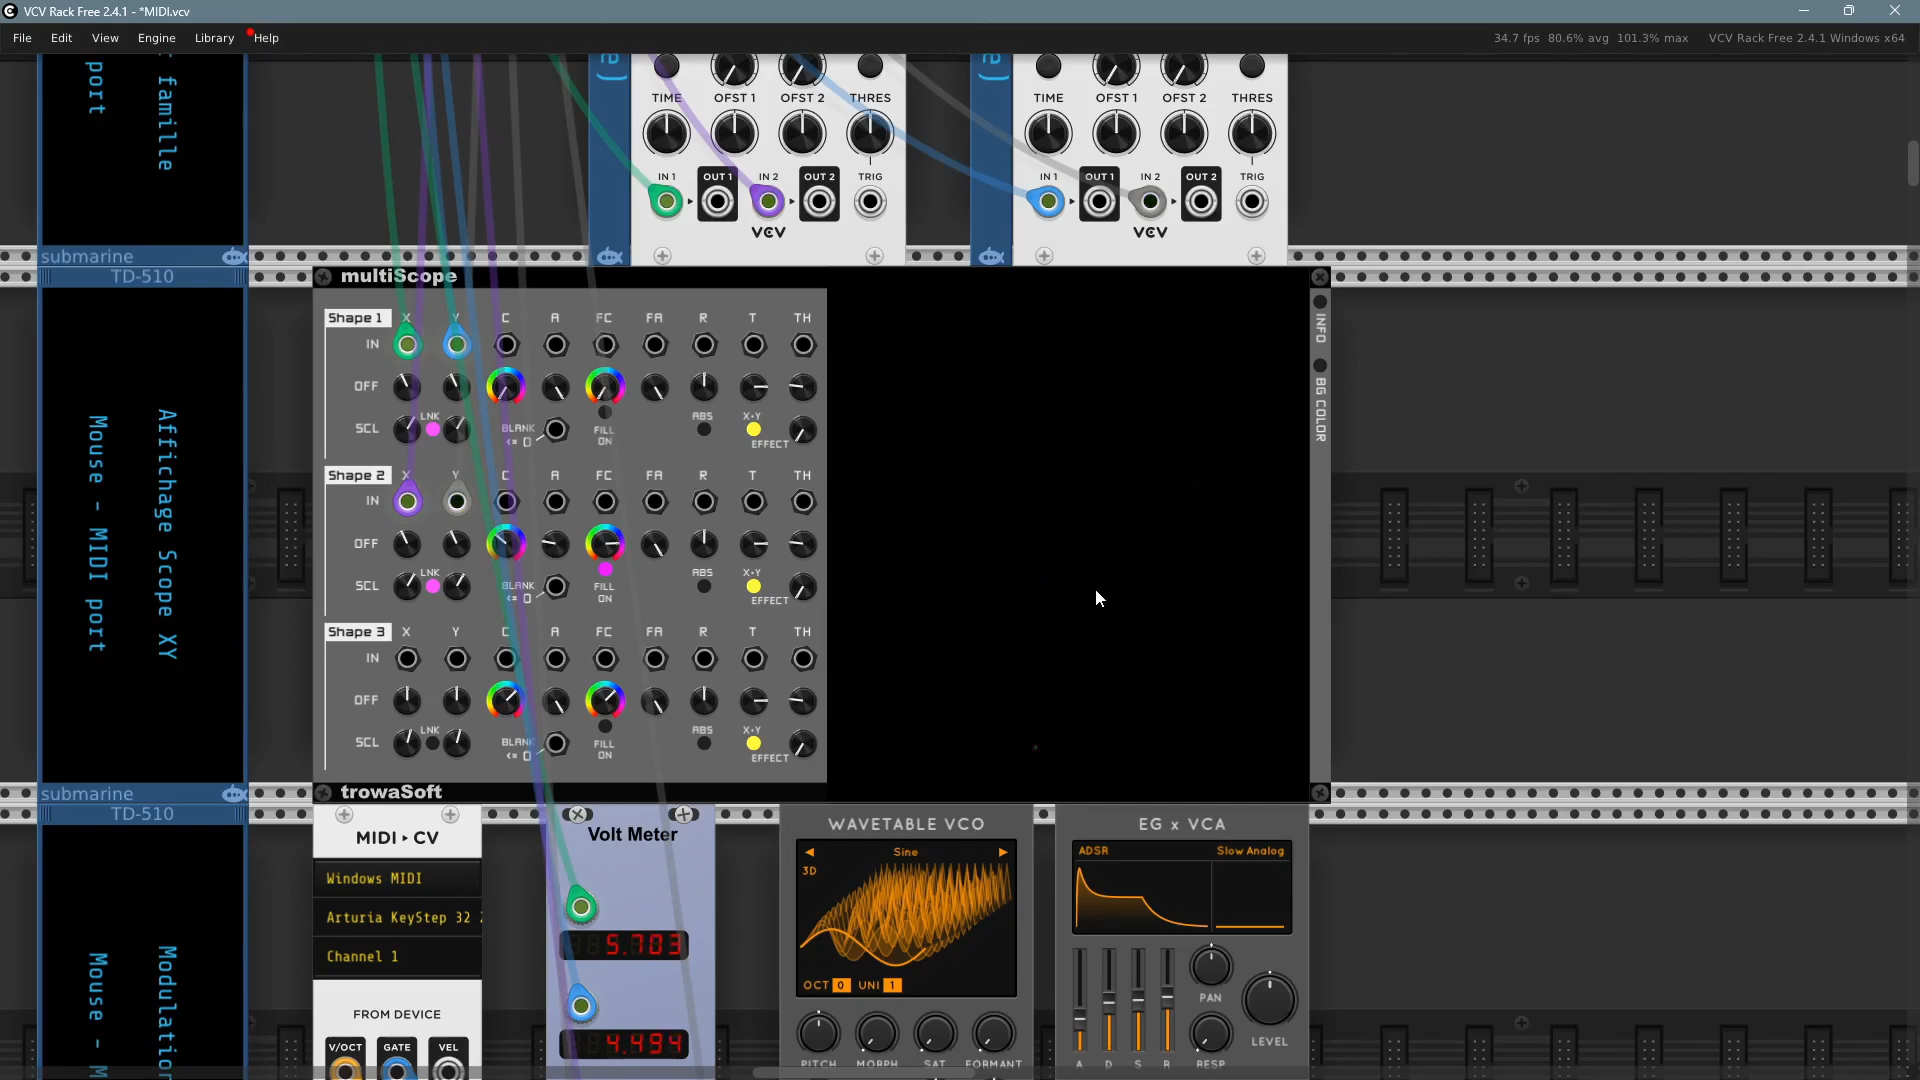 VCV Rack Free 2.4.1 - *MIDI.vcv
File Edit View Engine Library Help
34.7 fps 80.6% avg 101.3% max VCV Rack Free 2.4.1 Windows x64
famille
port
TIME OFST 1 OFST 2 THRES
IN 1 OUT 1 IN 2 OUT 2 TRIG
VCV
TIME OFST 1 OFST 2 THRES
IN 1 OUT 1 IN 2 OUT 2 TRIG
VCV
submarine
TD-510
Affichage Scope XY
Mouse - MIDI port
multiScope
Shape 1 X Y C A FC FA R T TH
IN
OFF
SCL LNK BLANK <= 0 FILL ON ABS X•Y EFFECT
Shape 2 X Y C A FC FA R T TH
IN
OFF
SCL LNK BLANK <= 0 FILL ON ABS X•Y EFFECT
Shape 3 X Y C A FC FA R T TH
IN
OFF
SCL LNK BLANK <= 0 FILL ON ABS X•Y EFFECT
INFO
BG COLOR
trowaSoft
submarine
TD-510
Modulation
Mouse - M
MIDI ▸ CV
Windows MIDI
Arturia KeyStep 32
Channel 1
FROM DEVICE
V/OCT GATE VEL
Volt Meter
5.703
4.494
WAVETABLE VCO
Sine
3D
OCT 0 UNI 1
PITCH MORPH SAT FORMANT
EG x VCA
ADSR Slow Analog
PAN
LEVEL
A D S R RESP